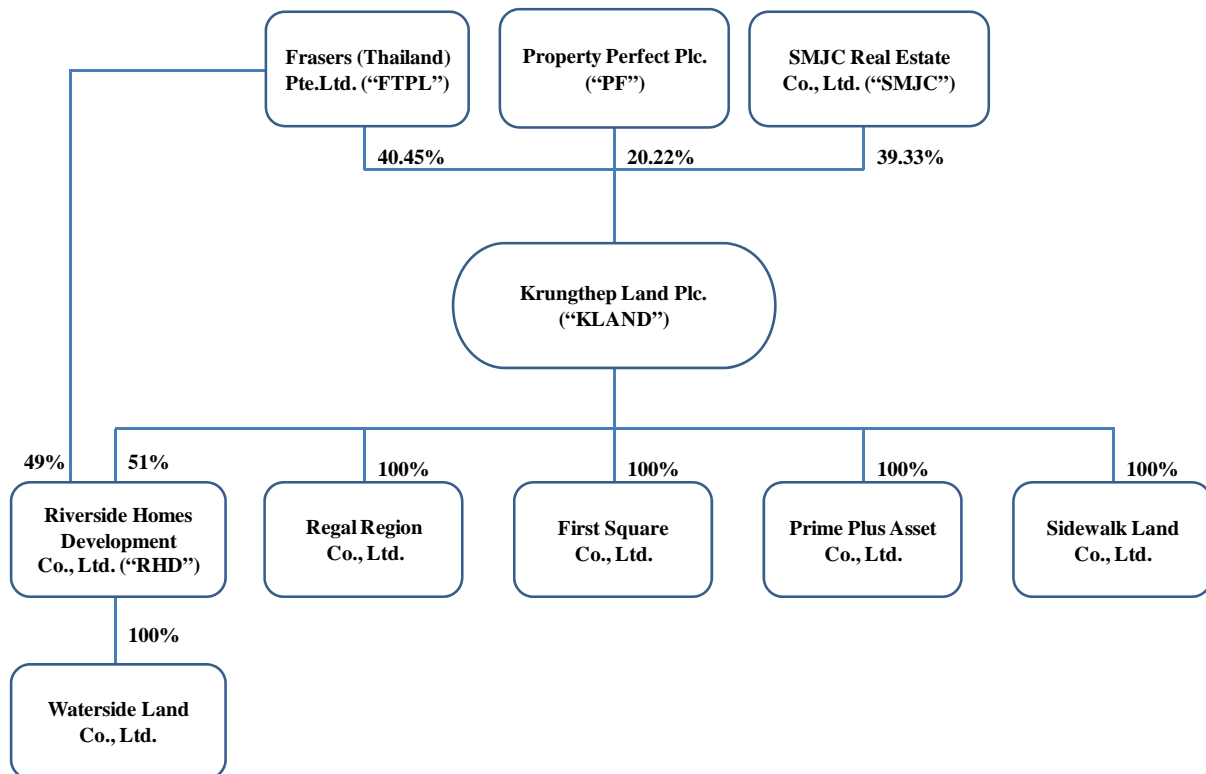 Frasers (Thailand)
Pte.Ltd. (“FTPL”)
Property Perfect Plc.
(“PF”)
SMJC Real Estate
Co., Ltd. (“SMJC”)
40.45%
20.22%
39.33%
Krungthep Land Plc.
(“KLAND”)
49%
51%
100%
100%
100%
100%
Riverside Homes
Development
Co., Ltd. (“RHD”)
Regal Region
Co., Ltd.
First Square
Co., Ltd.
Prime Plus Asset
Co., Ltd.
Sidewalk Land
Co., Ltd.
100%
Waterside Land
Co., Ltd.